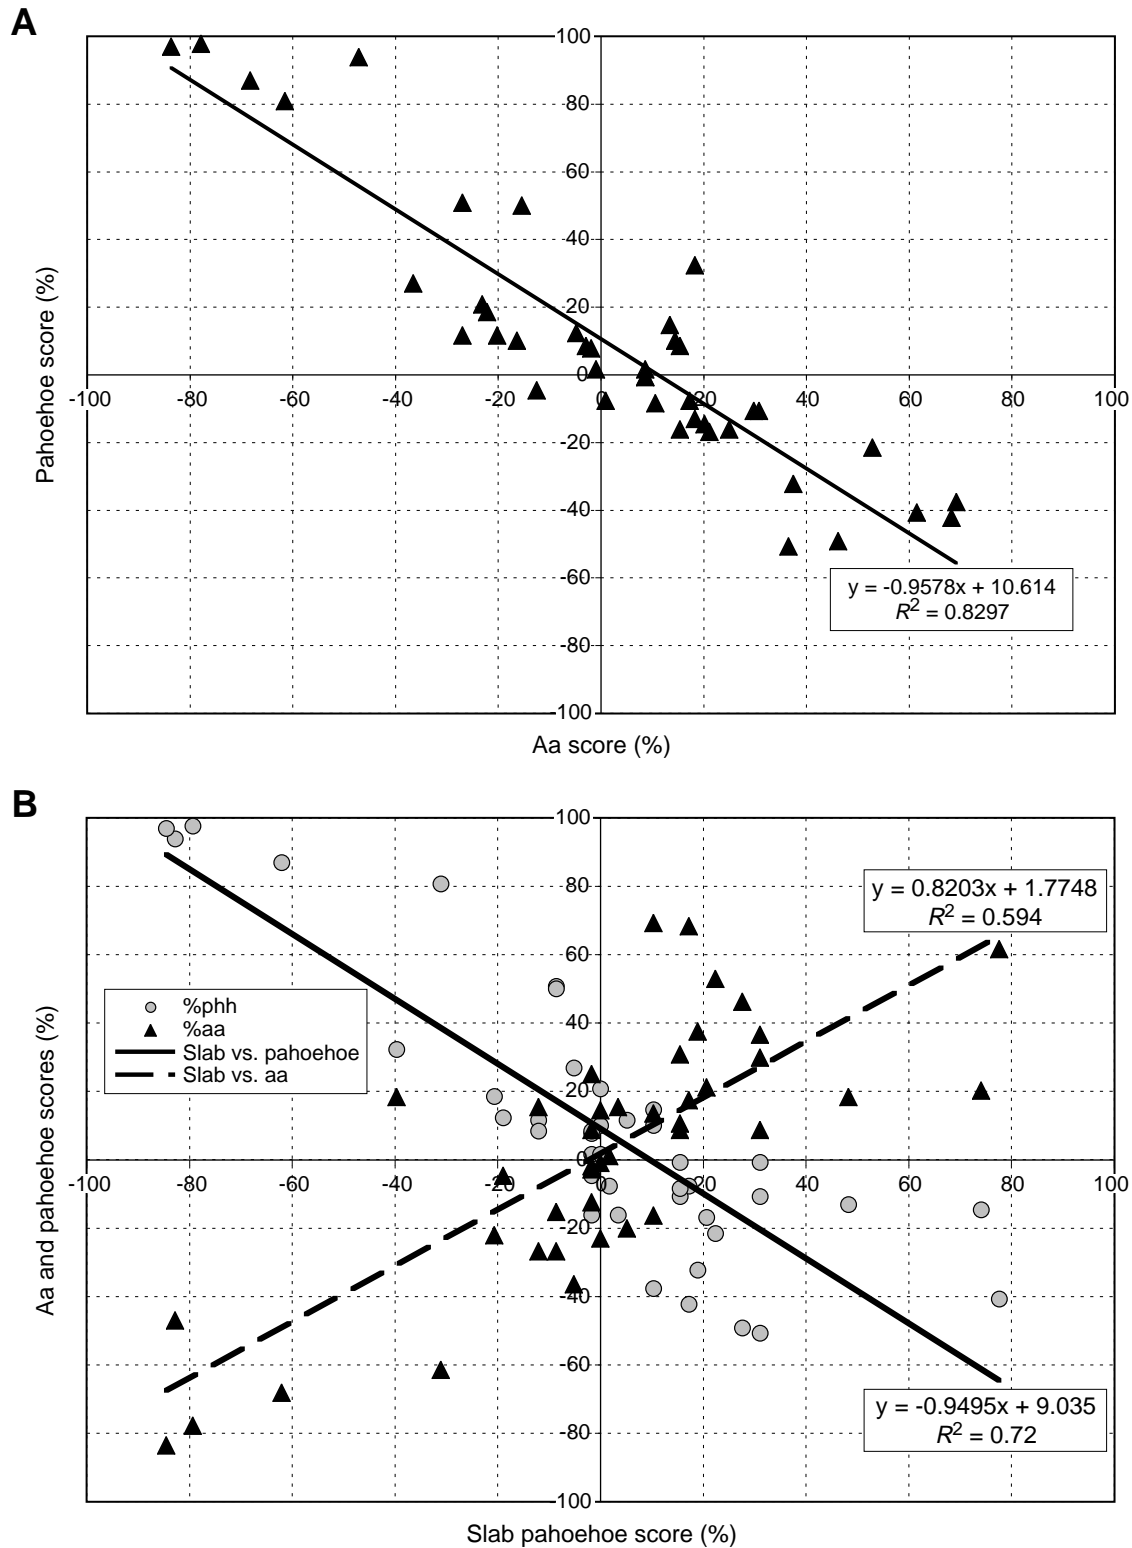 A
100
80
60
40
20
0
-20
-40
-60
-80
-100
-100 -80 -60 -40 -20 0 20 40 60 80 100
Pahoehoe score (%)
y = -0.9578x + 10.614
R2 = 0.8297
Aa score (%)
B
100
80
60
40
20
0
-20
-40
-60
-80
-100
-100 -80 -60 -40 -20 0 20 40 60 80 100
Aa and pahoehoe scores (%)
y = 0.8203x + 1.7748
R2 = 0.594
%phh
%aa
Slab vs. pahoehoe
Slab vs. aa
y = -0.9495x + 9.035
R2 = 0.72
Slab pahoehoe score (%)